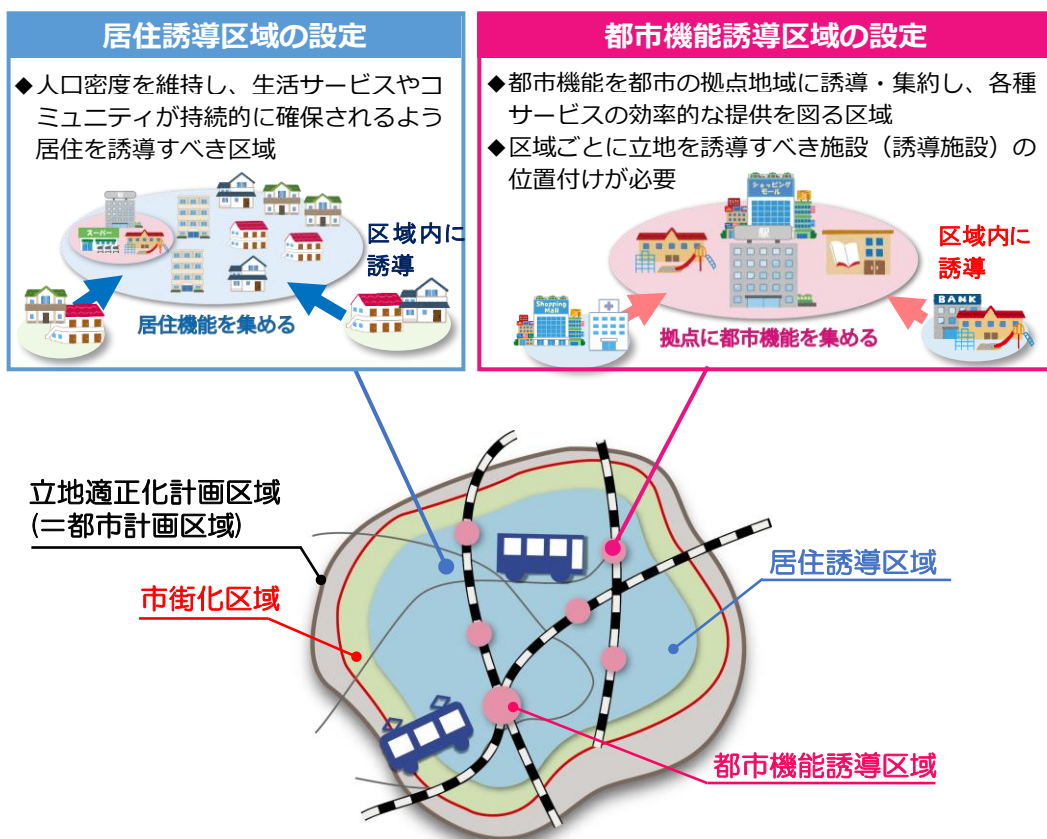 居住誘導区域の設定
◆人口密度を維持し、生活サービスやコ
ミュニティが持続的に確保されるよう
居住を誘導すべき区域
スーパー
区域内に
誘導
居住機能を集める
都市機能誘導区域の設定
◆都市機能を都市の拠点地域に誘導・集約し、各種
サービスの効率的な提供を図る区域
◆区域ごとに立地を誘導すべき施設（誘導施設）の
位置付けが必要
ショッピング
モール
区域内に
誘導
Shopping
Mall
BANK
拠点に都市機能を集める
立地適正化計画区域
(＝都市計画区域)
市街化区域
居住誘導区域
都市機能誘導区域